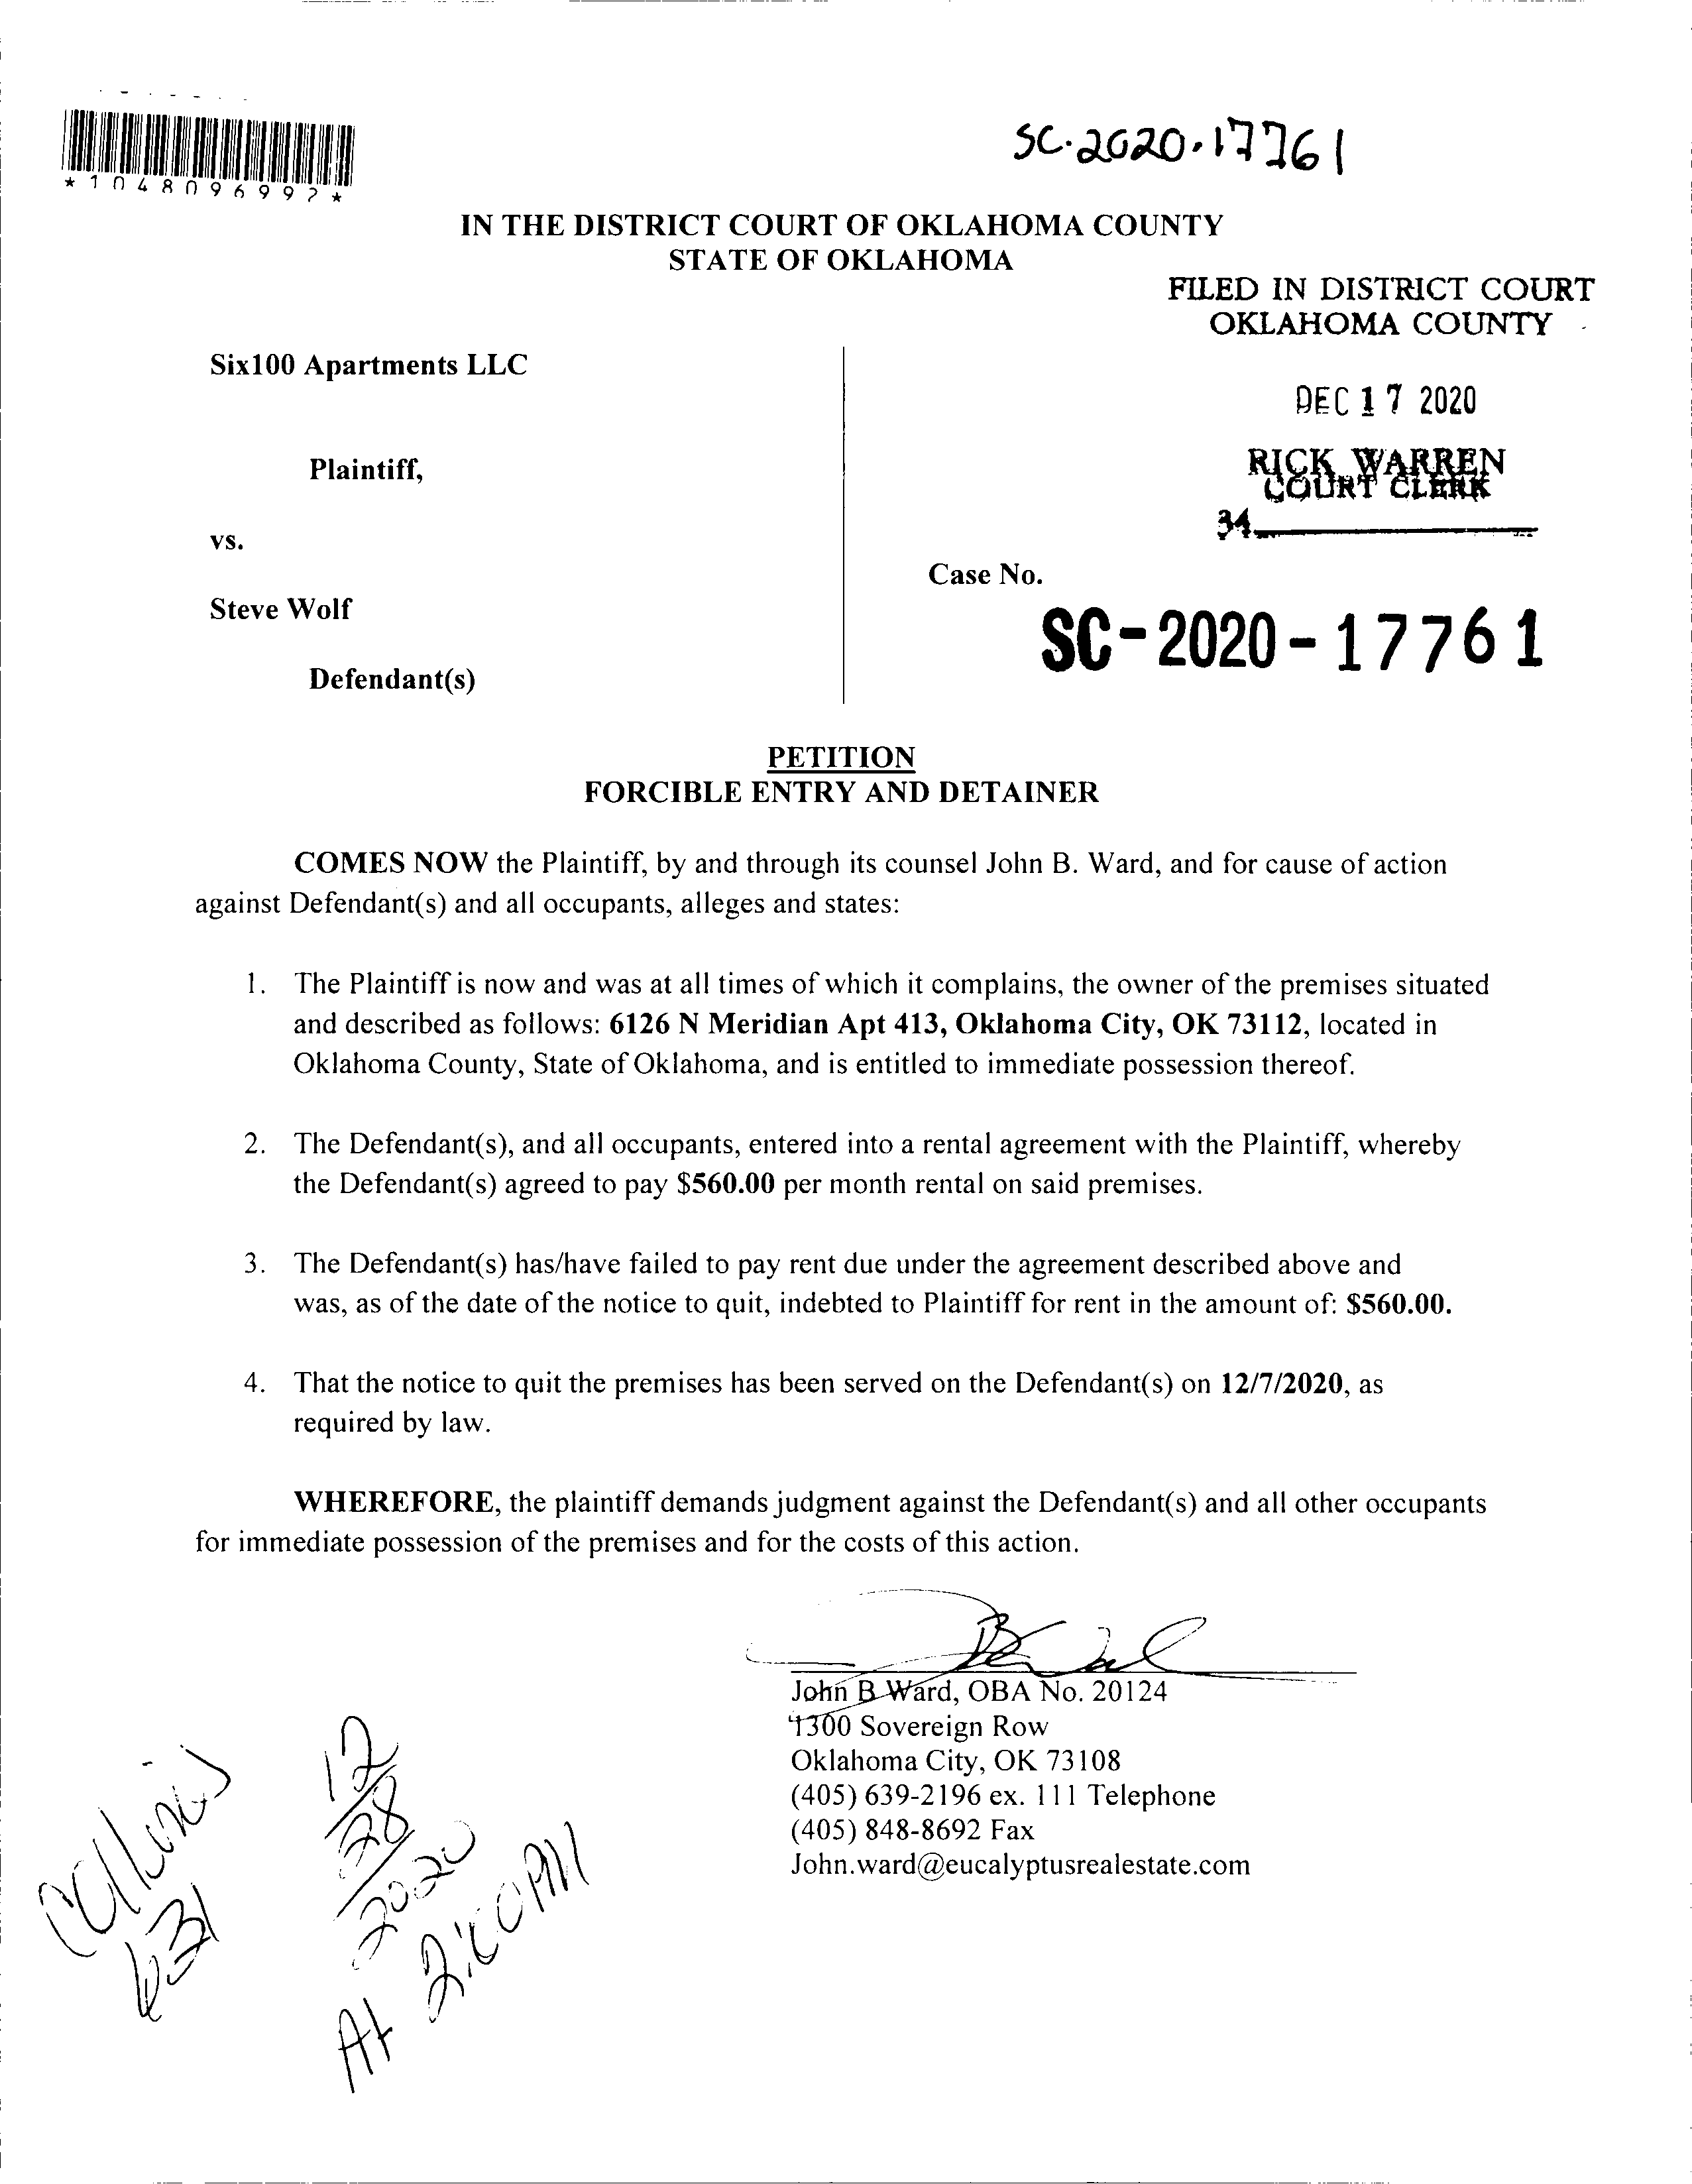 SC-2020-17761
*1048096992*
IN THE DISTRICT COURT OF OKLAHOMA COUNTY
STATE OF OKLAHOMA
FILED IN DISTRICT COURT
OKLAHOMA COUNTY
Six100 Apartments LLC
DEC 17 2020
Plaintiff,
RICK WARREN
COURT CLERK
34
vs.
Case No.
Steve Wolf
SC-2020-17761
Defendant(s)
PETITION
FORCIBLE ENTRY AND DETAINER
COMES NOW the Plaintiff, by and through its counsel John B. Ward, and for cause of action
against Defendant(s) and all occupants, alleges and states:
1. The Plaintiff is now and was at all times of which it complains, the owner of the premises situated
and described as follows: 6126 N Meridian Apt 413, Oklahoma City, OK 73112, located in
Oklahoma County, State of Oklahoma, and is entitled to immediate possession thereof.
2. The Defendant(s), and all occupants, entered into a rental agreement with the Plaintiff, whereby
the Defendant(s) agreed to pay $560.00 per month rental on said premises.
3. The Defendant(s) has/have failed to pay rent due under the agreement described above and
was, as of the date of the notice to quit, indebted to Plaintiff for rent in the amount of: $560.00.
4. That the notice to quit the premises has been served on the Defendant(s) on 12/7/2020, as
required by law.
WHEREFORE, the plaintiff demands judgment against the Defendant(s) and all other occupants
for immediate possession of the premises and for the costs of this action.
John B Ward, OBA No. 20124
4300 Sovereign Row
Oklahoma City, OK 73108
(405) 639-2196 ex. 111 Telephone
(405) 848-8692 Fax
John.ward@eucalyptusrealestate.com
12/28/2020
At 2:00PM